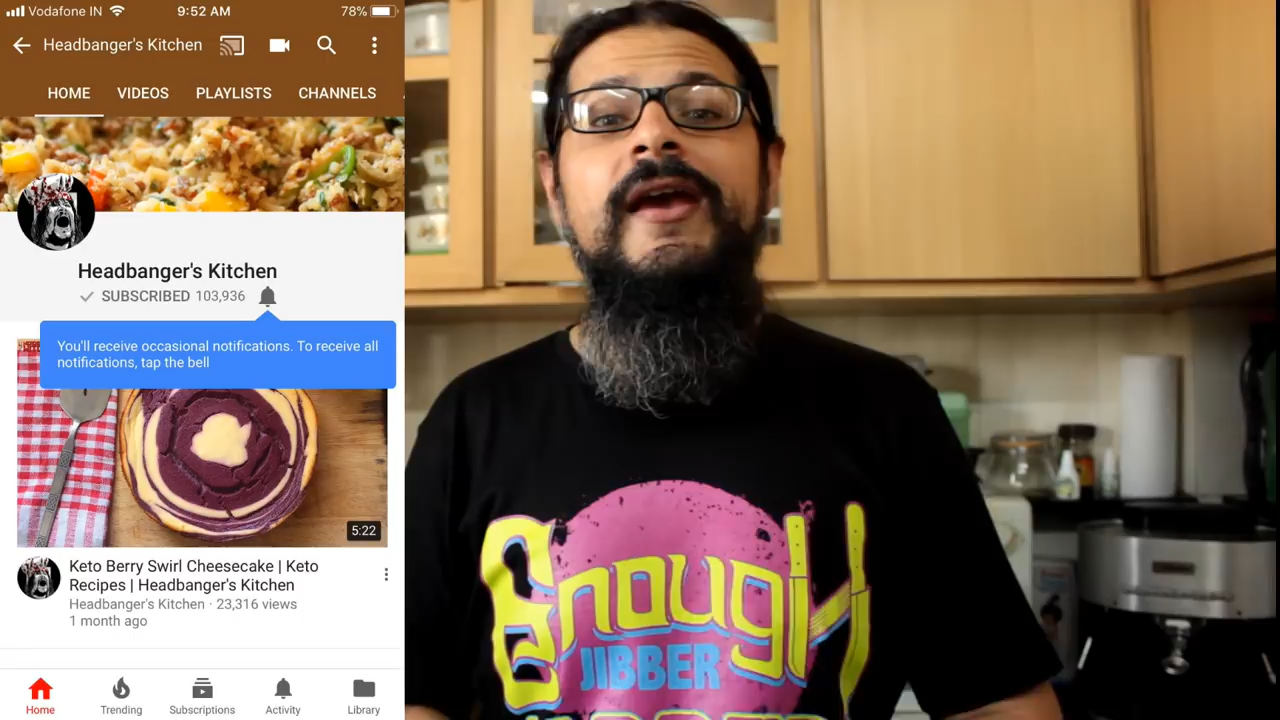 Vodafone IN
9:52 AM
78%
Headbanger's Kitchen
HOME VIDEOS PLAYLISTS CHANNELS
Headbanger's Kitchen
SUBSCRIBED 103,936
You'll receive occasional notifications. To receive all
notifications, tap the bell
5:22
Keto Berry Swirl Cheesecake | Keto
Recipes | Headbanger's Kitchen
Headbanger's Kitchen · 23,316 views
1 month ago
Home Trending Subscriptions Activity Library
EnougH
JIBBER